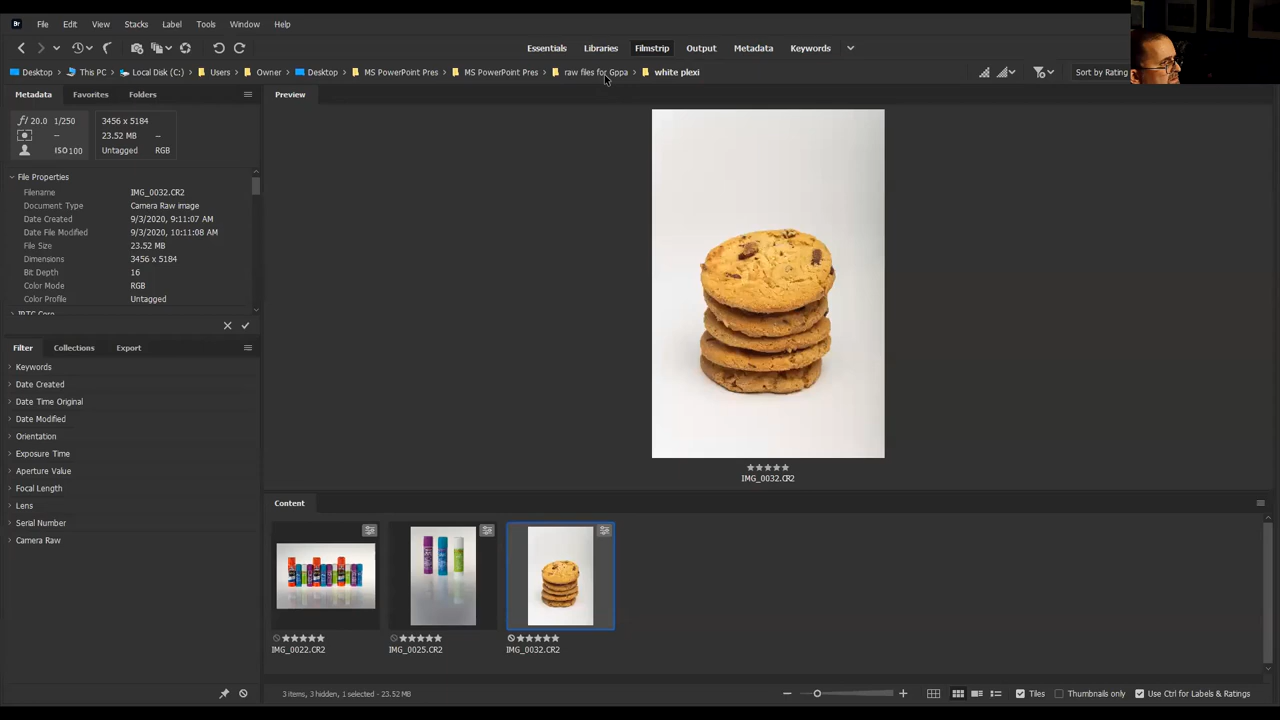 Br File Edit View Stacks Label Tools Window Help
Essentials Libraries Filmstrip Output Metadata Keywords
Desktop > This PC > Local Disk (C:) > Users > Owner > Desktop > MS PowerPoint Pres > MS PowerPoint Pres > raw files for Gppa > white plexi
Sort by Rating
Metadata Favorites Folders
Preview
f/ 20.0 1/250
-- --
ISO100
3456 x 5184
23.52 MB --
Untagged RGB
File Properties
Filename IMG_0032.CR2
Document Type Camera Raw image
Date Created 9/3/2020, 9:11:07 AM
Date File Modified 9/3/2020, 10:11:08 AM
File Size 23.52 MB
Dimensions 3456 x 5184
Bit Depth 16
Color Mode RGB
Color Profile Untagged
IPTC Core
Filter Collections Export
Keywords
Date Created
Date Time Original
Date Modified
Orientation
Exposure Time
Aperture Value
Focal Length
Lens
Serial Number
Camera Raw
IMG_0032.CR2
Content
IMG_0022.CR2 IMG_0025.CR2 IMG_0032.CR2
3 items, 3 hidden, 1 selected - 23.52 MB
Tiles Thumbnails only Use Ctrl for Labels & Ratings